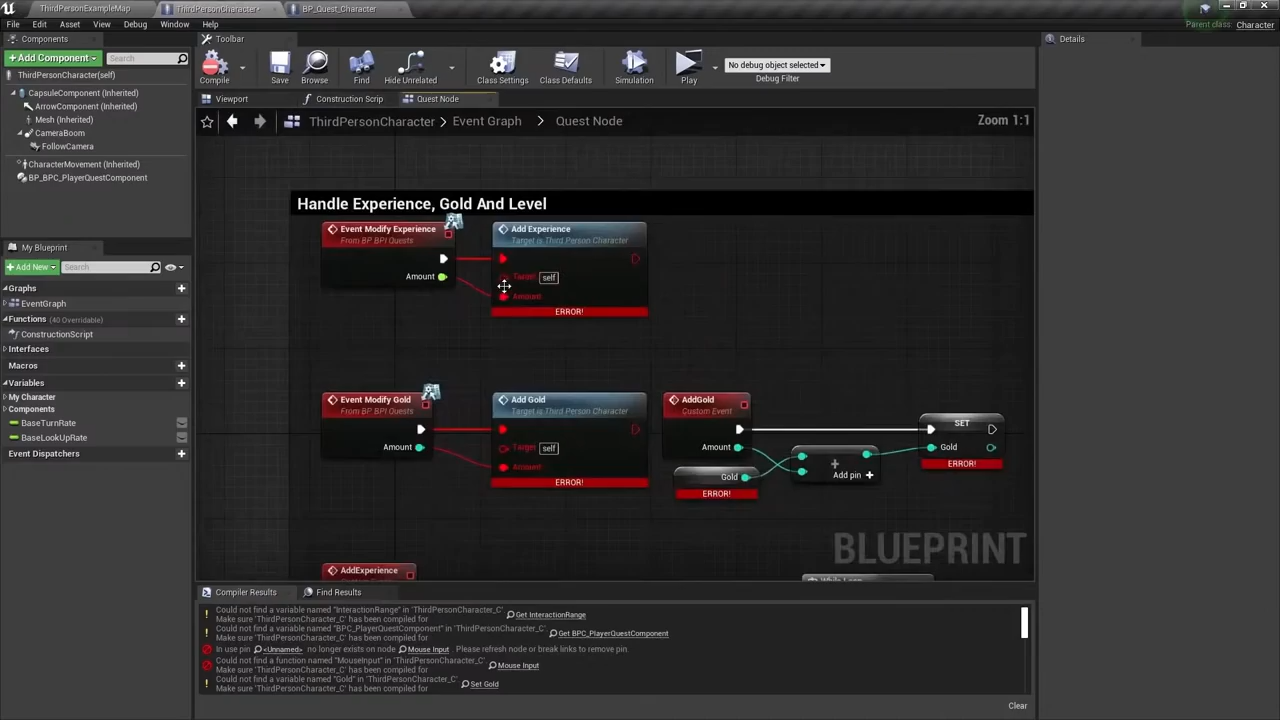 ThirdPersonExampleMap
ThirdPersonCharacter*
BP_Quest_Character
File Edit Asset View Debug Window Help
Parent class: Character
Components
Toolbar
Details
+ Add Component
Search
ThirdPersonCharacter(self)
CapsuleComponent (Inherited)
ArrowComponent (Inherited)
Mesh (Inherited)
CameraBoom
FollowCamera
CharacterMovement (Inherited)
BP_BPC_PlayerQuestComponent
Compile
Save
Browse
Find
Hide Unrelated
Class Settings
Class Defaults
Simulation
Play
No debug object selected
Debug Filter
Viewport
Construction Scrip
Quest Node
ThirdPersonCharacter > Event Graph > Quest Node
Zoom 1:1
My Blueprint
+ Add New
Search
Graphs
EventGraph
Functions (40 Overridable)
ConstructionScript
Interfaces
Macros
Variables
My Character
Components
BaseTurnRate
BaseLookUpRate
Event Dispatchers
Handle Experience, Gold And Level
Event Modify Experience
From BP BPI Quests
Amount
Add Experience
Target is Third Person Character
Target self
Amount
ERROR!
Event Modify Gold
From BP BPI Quests
Amount
Add Gold
Target is Third Person Character
Target self
Amount
ERROR!
AddGold
Custom Event
Amount
Gold
ERROR!
Add pin +
SET
Gold
ERROR!
AddExperience
While Loop
BLUEPRINT
Compiler Results
Find Results
Could not find a variable named "InteractionRange" in 'ThirdPersonCharacter_C'
Make sure 'ThirdPersonCharacter_C' has been compiled for Get InteractionRange
Could not find a variable named "BPC_PlayerQuestComponent" in 'ThirdPersonCharacter_C'.
Make sure 'ThirdPersonCharacter_C' has been compiled for Get BPC_PlayerQuestComponent
In use pin <Unnamed> no longer exists on node Mouse Input . Please refresh node or break links to remove pin.
Could not find a function named "MouseInput" in 'ThirdPersonCharacter_C'
Make sure 'ThirdPersonCharacter_C' has been compiled for Mouse Input
Could not find a variable named "Gold" in 'ThirdPersonCharacter_C'
Make sure 'ThirdPersonCharacter_C' has been compiled for Set Gold
Clear